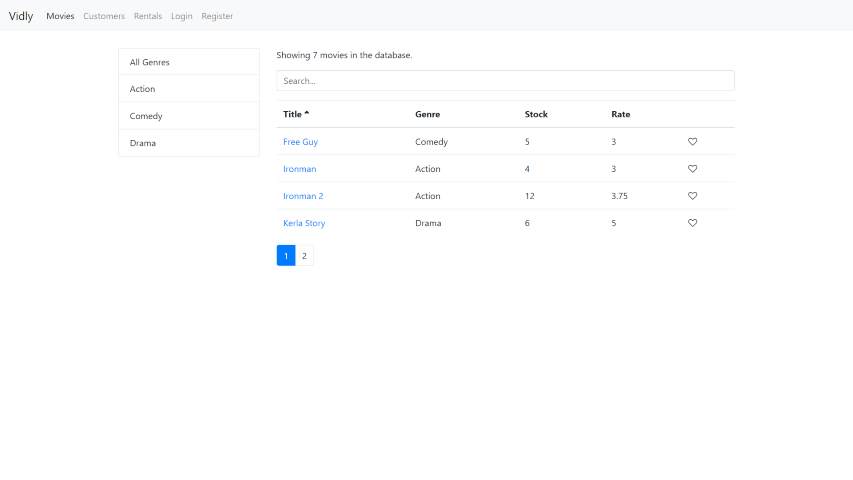 Vidly Movies Customers Rentals Login Register
All Genres
Action
Comedy
Drama
Showing 7 movies in the database.
Search...
Title Genre Stock Rate
Free Guy Comedy 5 3
Ironman Action 4 3
Ironman 2 Action 12 3.75
Kerla Story Drama 6 5
1 2